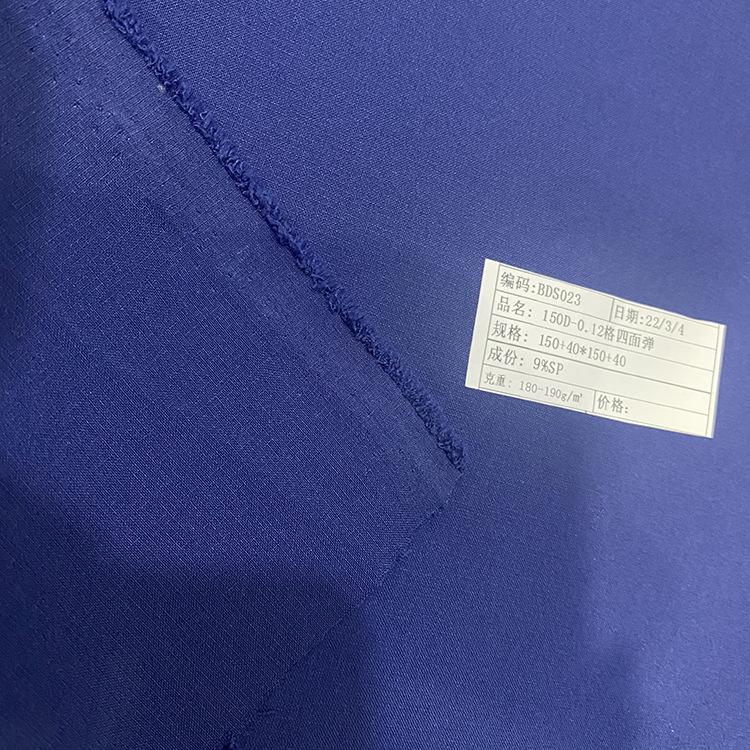 编码:BDS023 日期:22/3/4
品名: 150D-0.12格四面弹
规格: 150+40*150+40
成份: 9%SP
克重: 180-190g/㎡ 价格: